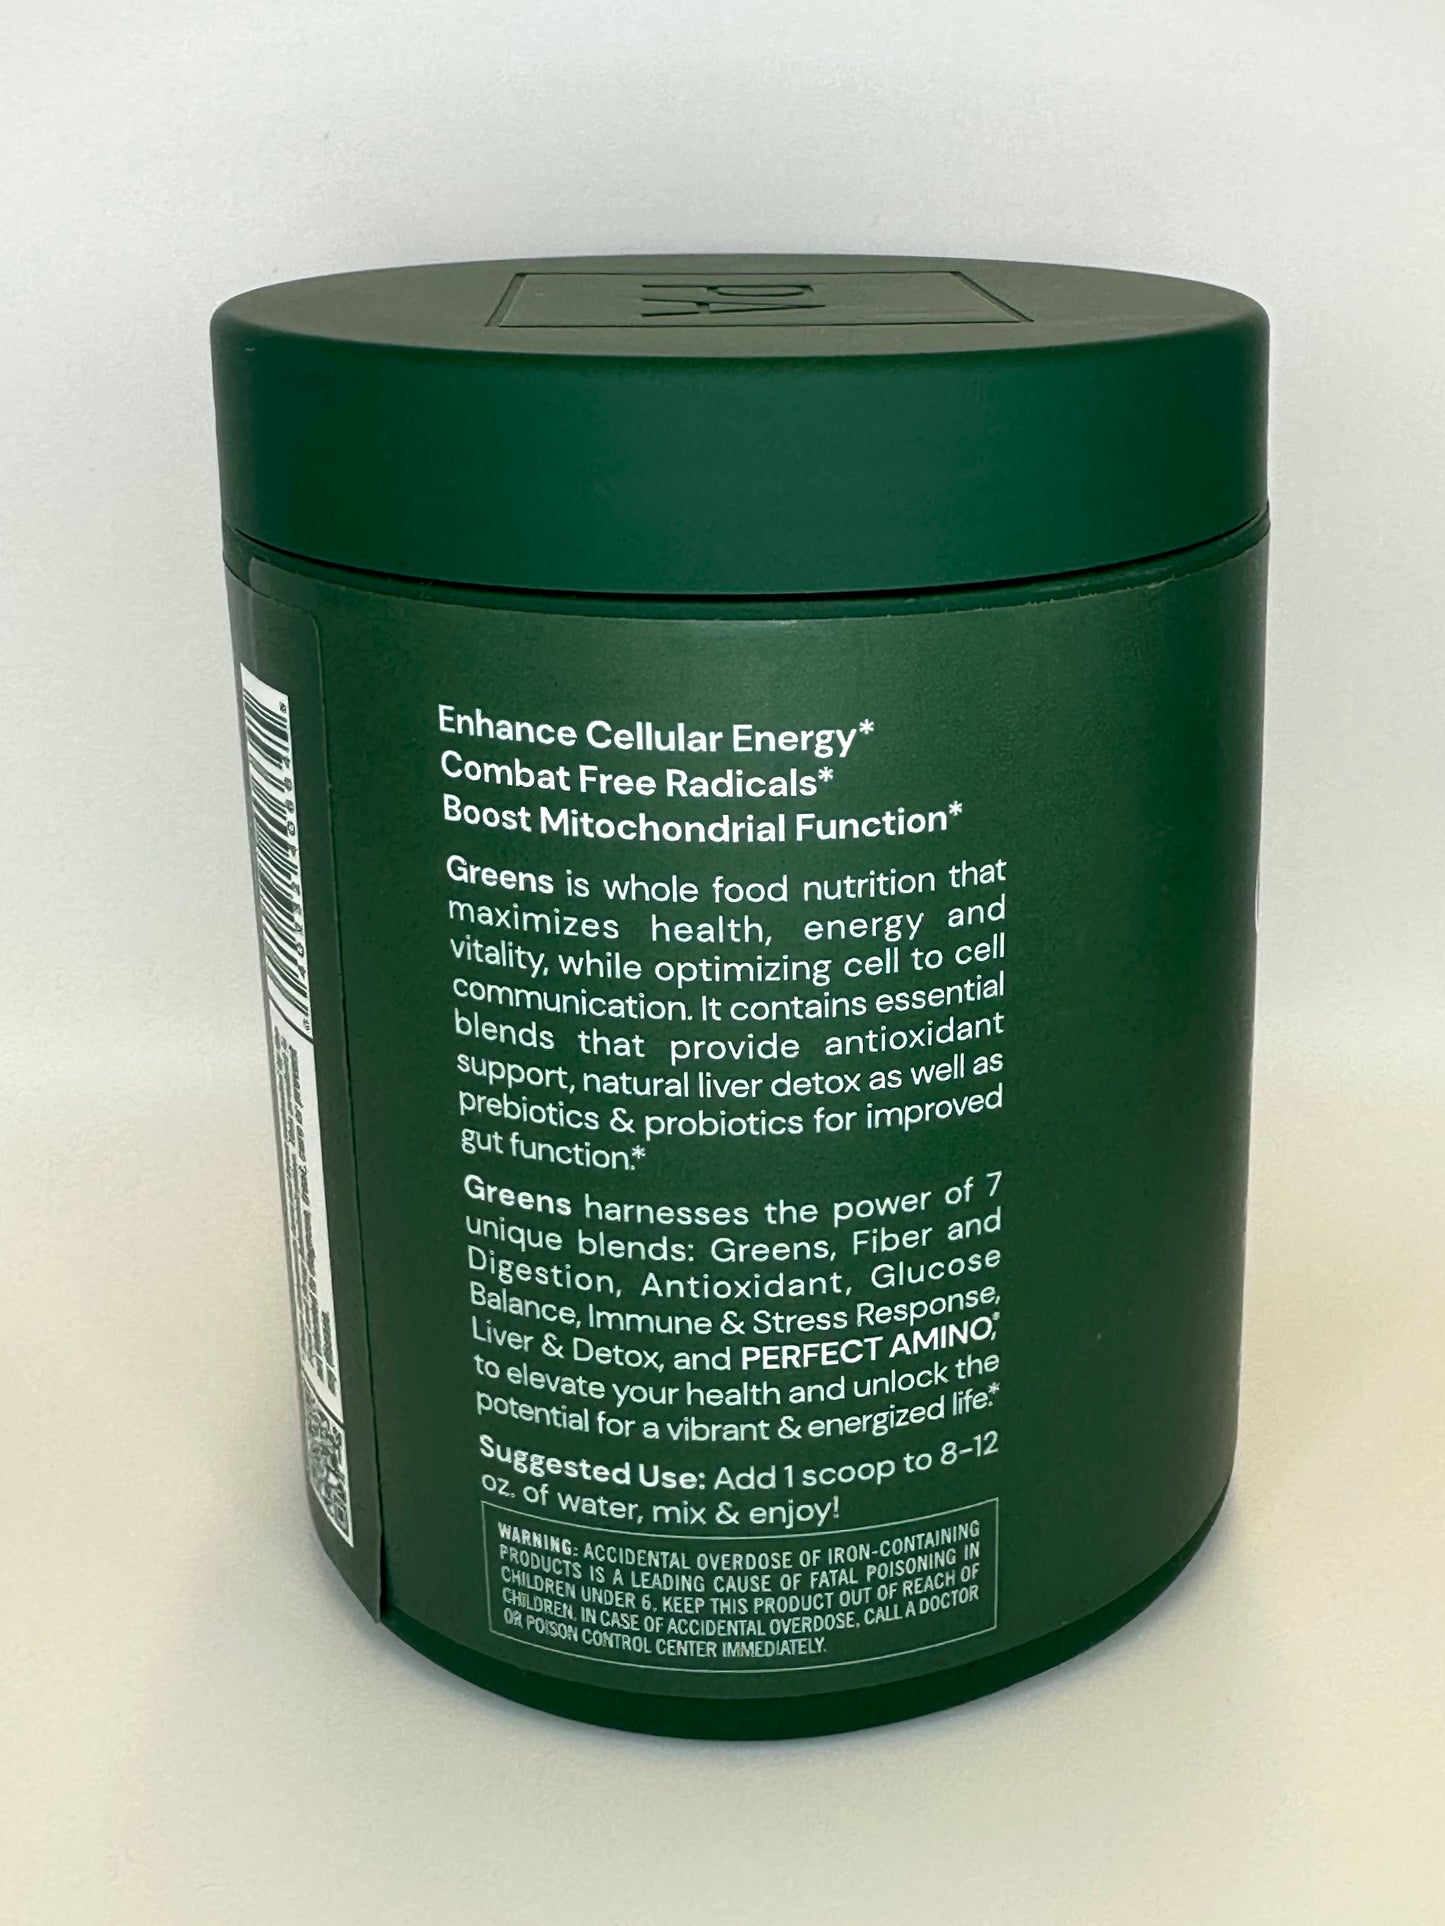 Enhance Cellular Energy*
Combat Free Radicals*
Boost Mitochondrial Function*
Greens is whole food nutrition that
maximizes health, energy and
vitality, while optimizing cell to cell
communication. It contains essential
blends that provide antioxidant
support, natural liver detox as well as
prebiotics & probiotics for improved
gut function.*
Greens harnesses the power of 7
unique blends: Greens, Fiber and
Digestion, Antioxidant, Glucose
Balance, Immune & Stress Response,
Liver & Detox, and PERFECT AMINO®,
to elevate your health and unlock the
potential for a vibrant & energized life.*
Suggested Use: Add 1 scoop to 8-12
oz. of water, mix & enjoy!
WARNING: ACCIDENTAL OVERDOSE OF IRON-CONTAINING
PRODUCTS IS A LEADING CAUSE OF FATAL POISONING IN
CHILDREN UNDER 6. KEEP THIS PRODUCT OUT OF REACH OF
CHILDREN. IN CASE OF ACCIDENTAL OVERDOSE, CALL A DOCTOR
OR POISON CONTROL CENTER IMMEDIATELY.